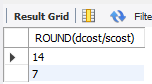 Result Grid Filte
ROUND(dcost/scost)
14
7